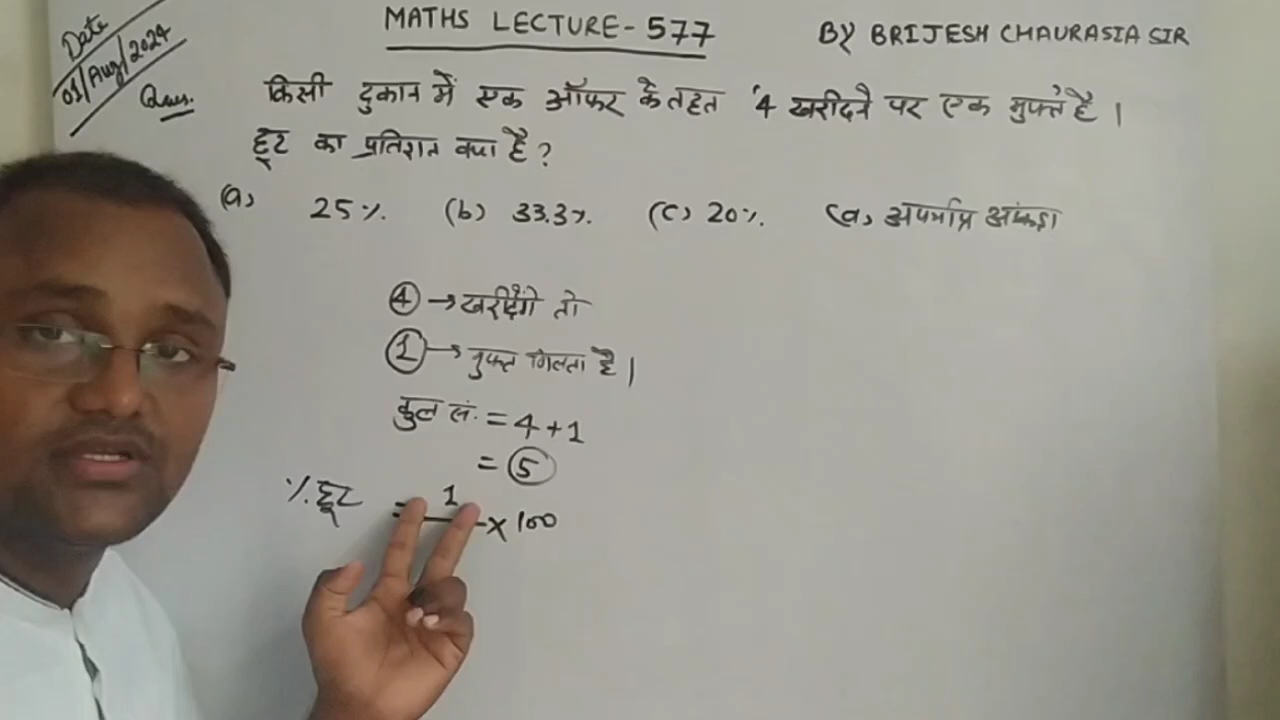 MATHS LECTURE - 577
BY BRIJESH CHAURASIA SIR
Date
01/Aug/2024
Ques. किसी दुकान में एक ऑफर के तहत '4 खरीदने पर एक मुफ्त' है।
छूट का प्रतिशत क्या है?
(a) 25% (b) 33.3% (c) 20% (d) अपर्याप्त आंकड़ा
4 → खरीदेंगे तो
1 → मुफ्त मिलता है।
कुल सं. = 4 + 1
= 5
% छूट = 1 × 100